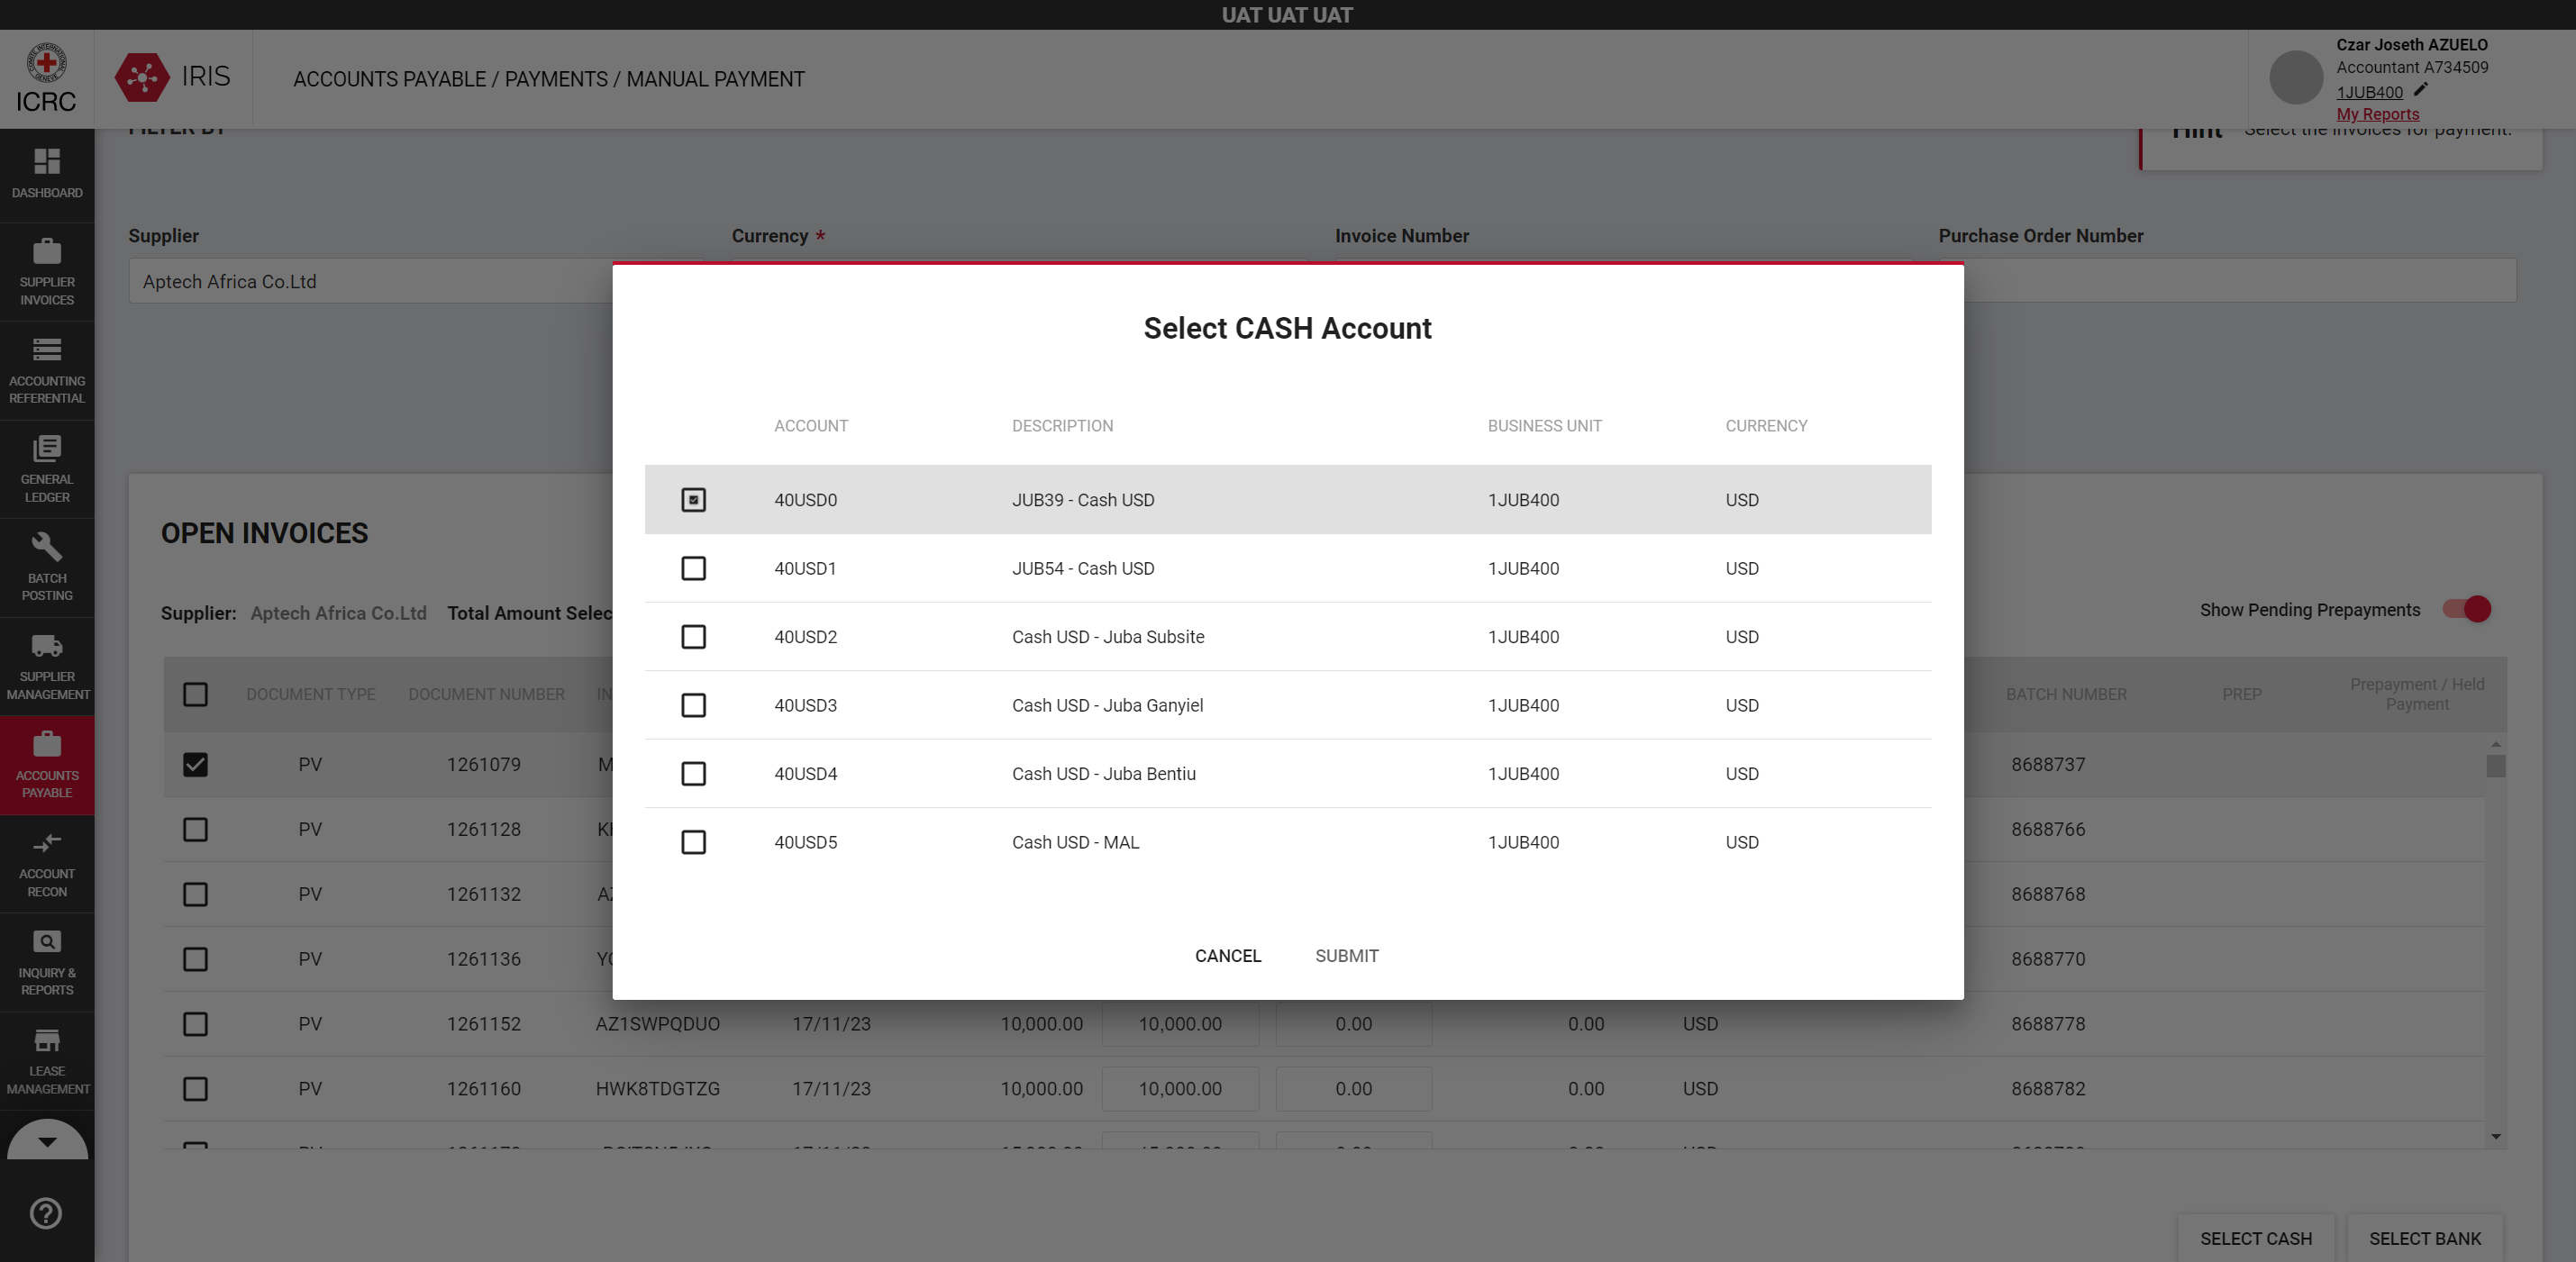 UAT UAT UAT
ICRC
IRIS
ACCOUNTS PAYABLE / PAYMENTS / MANUAL PAYMENT
Czar Joseth AZUELO
Accountant A734509
1JUB400
My Reports
FILTER BY
Hint Select the invoices for payment.
DASHBOARD
SUPPLIER
INVOICES
ACCOUNTING
REFERENTIAL
GENERAL
LEDGER
BATCH
POSTING
SUPPLIER
MANAGEMENT
ACCOUNTS
PAYABLE
ACCOUNT
RECON
INQUIRY &
REPORTS
LEASE
MANAGEMENT
Supplier Currency * Invoice Number Purchase Order Number
Aptech Africa Co.Ltd
Select CASH Account
ACCOUNT DESCRIPTION BUSINESS UNIT CURRENCY
40USD0 JUB39 - Cash USD 1JUB400 USD
40USD1 JUB54 - Cash USD 1JUB400 USD
40USD2 Cash USD - Juba Subsite 1JUB400 USD
40USD3 Cash USD - Juba Ganyiel 1JUB400 USD
40USD4 Cash USD - Juba Bentiu 1JUB400 USD
40USD5 Cash USD - MAL 1JUB400 USD
CANCEL SUBMIT
OPEN INVOICES
Supplier: Aptech Africa Co.Ltd Total Amount Selec
Show Pending Prepayments
DOCUMENT TYPE DOCUMENT NUMBER IN BATCH NUMBER PREP Prepayment / Held
Payment
PV 1261079 M 8688737
PV 1261128 8688766
PV 1261132 8688768
PV 1261136 8688770
PV 1261152 AZ1SWPQDUO 17/11/23 10,000.00 10,000.00 0.00 0.00 USD 8688778
PV 1261160 HWK8TDGTZG 17/11/23 10,000.00 10,000.00 0.00 0.00 USD 8688782
SELECT CASH SELECT BANK